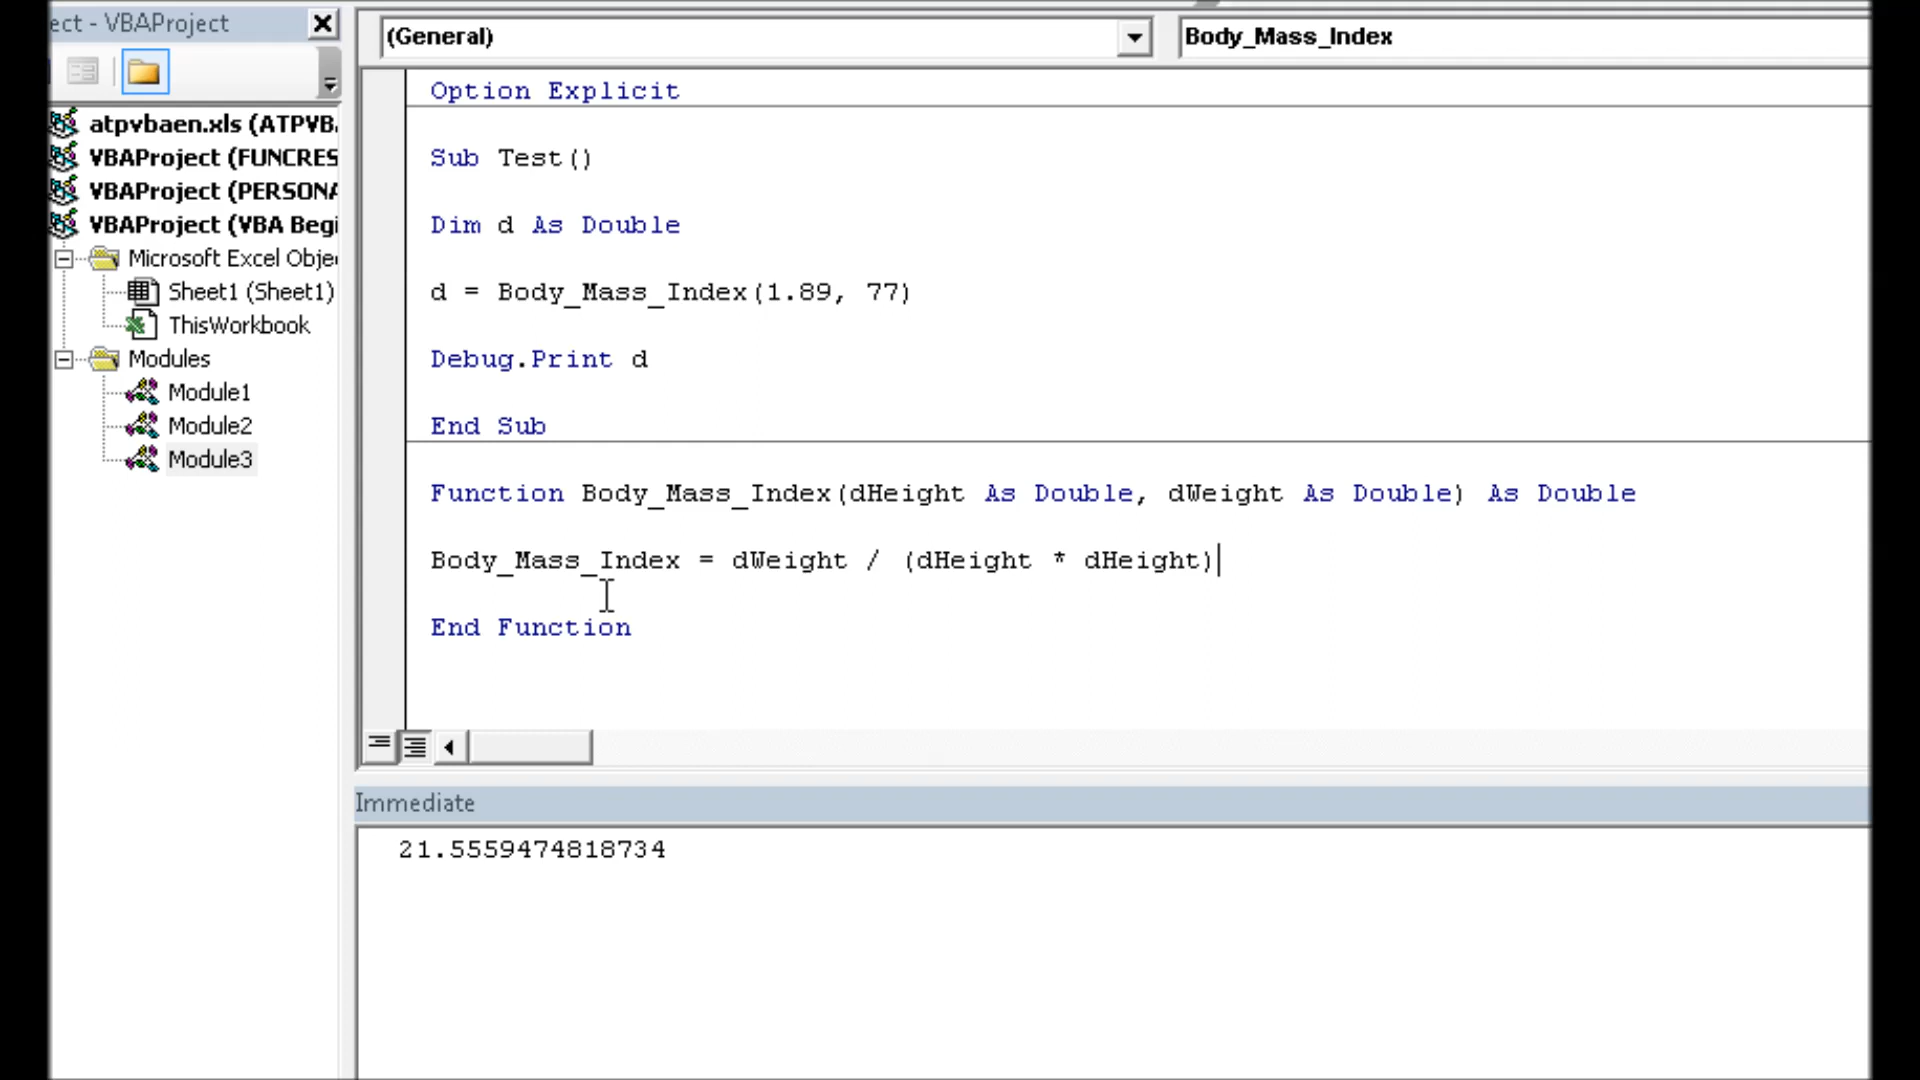 ect - VBAProject
atpvbaen.xls (ATPVB
VBAProject (FUNCRES
VBAProject (PERSONA
VBAProject (VBA Begi
Microsoft Excel Obje
Sheet1 (Sheet1)
ThisWorkbook
Modules
Module1
Module2
Module3
(General)
Body_Mass_Index
Option Explicit
Sub Test()
Dim d As Double
d = Body_Mass_Index(1.89, 77)
Debug.Print d
End Sub
Function Body_Mass_Index(dHeight As Double, dWeight As Double) As Double
Body_Mass_Index = dWeight / (dHeight * dHeight)
End Function
Immediate
21.5559474818734